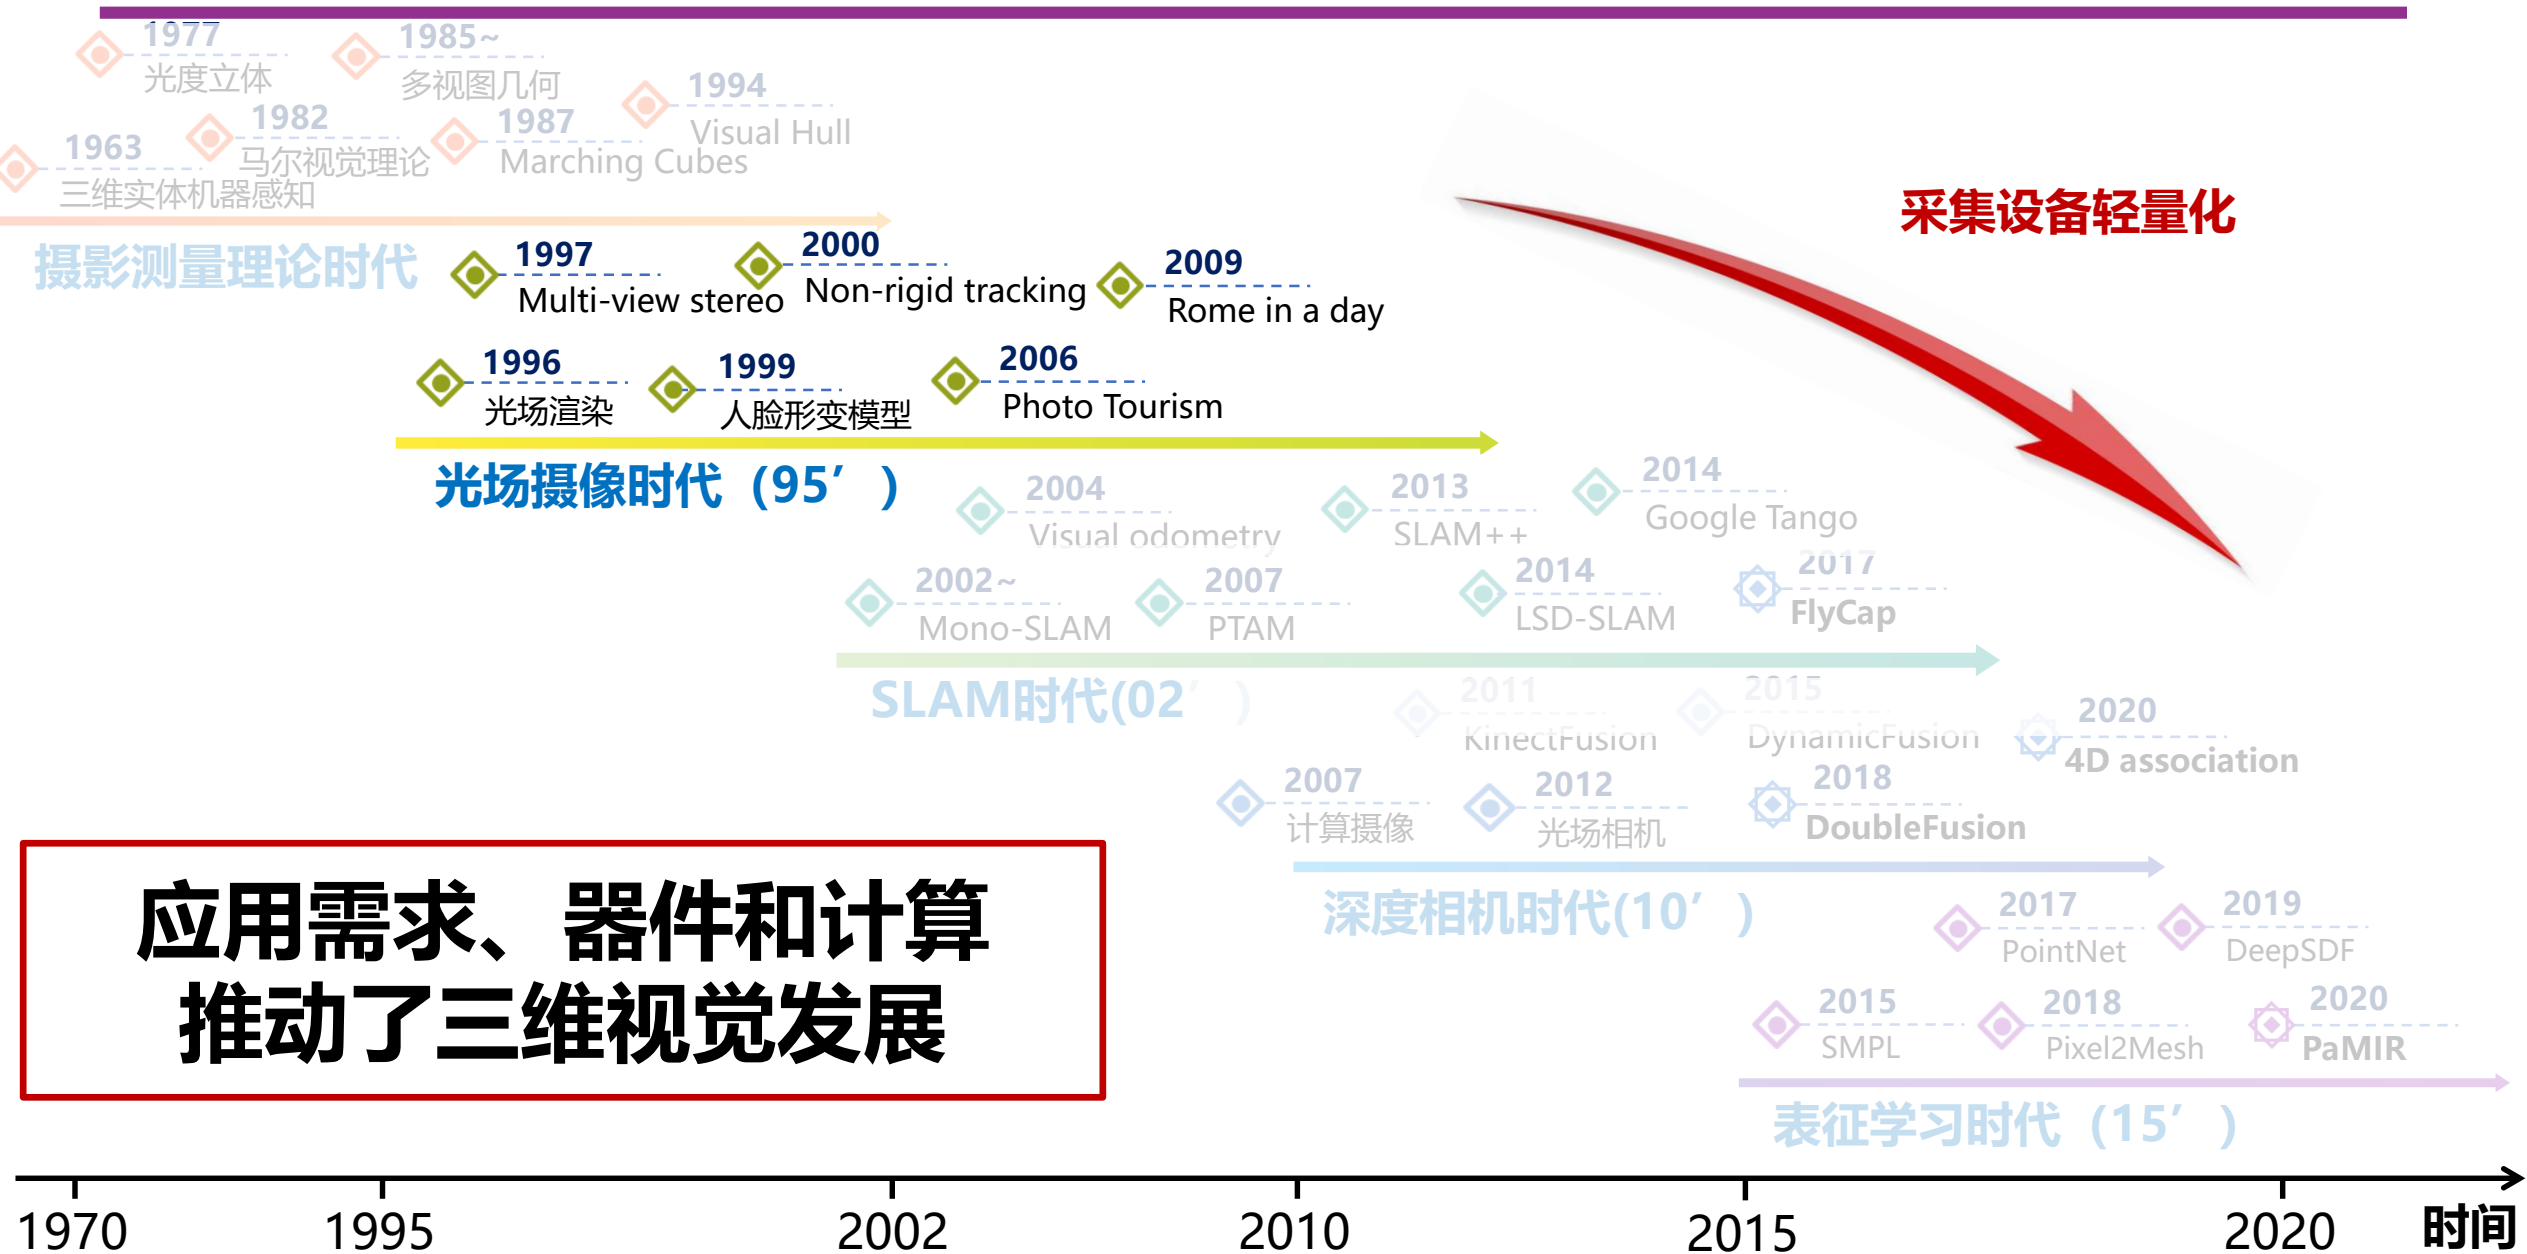 1977
光度立体
1985~
多视图几何
1994
Visual Hull
1963
三维实体机器感知
1982
马尔视觉理论
1987
Marching Cubes
摄影测量理论时代
采集设备轻量化
1997
Multi-view stereo
2000
Non-rigid tracking
2009
Rome in a day
1996
光场渲染
1999
人脸形变模型
2006
Photo Tourism
光场摄像时代（95′）
2004
Visual odometry
2013
SLAM++
2014
Google Tango
2002~
Mono-SLAM
2007
PTAM
2014
LSD-SLAM
2017
FlyCap
SLAM时代(02′)
2011
KinectFusion
2015
DynamicFusion
2020
4D association
2007
计算摄像
2012
光场相机
2018
DoubleFusion
深度相机时代(10′)
2017
PointNet
2019
DeepSDF
2015
SMPL
2018
Pixel2Mesh
2020
PaMIR
表征学习时代（15′）
应用需求、器件和计算
推动了三维视觉发展
1970 1995 2002 2010 2015 2020 时间